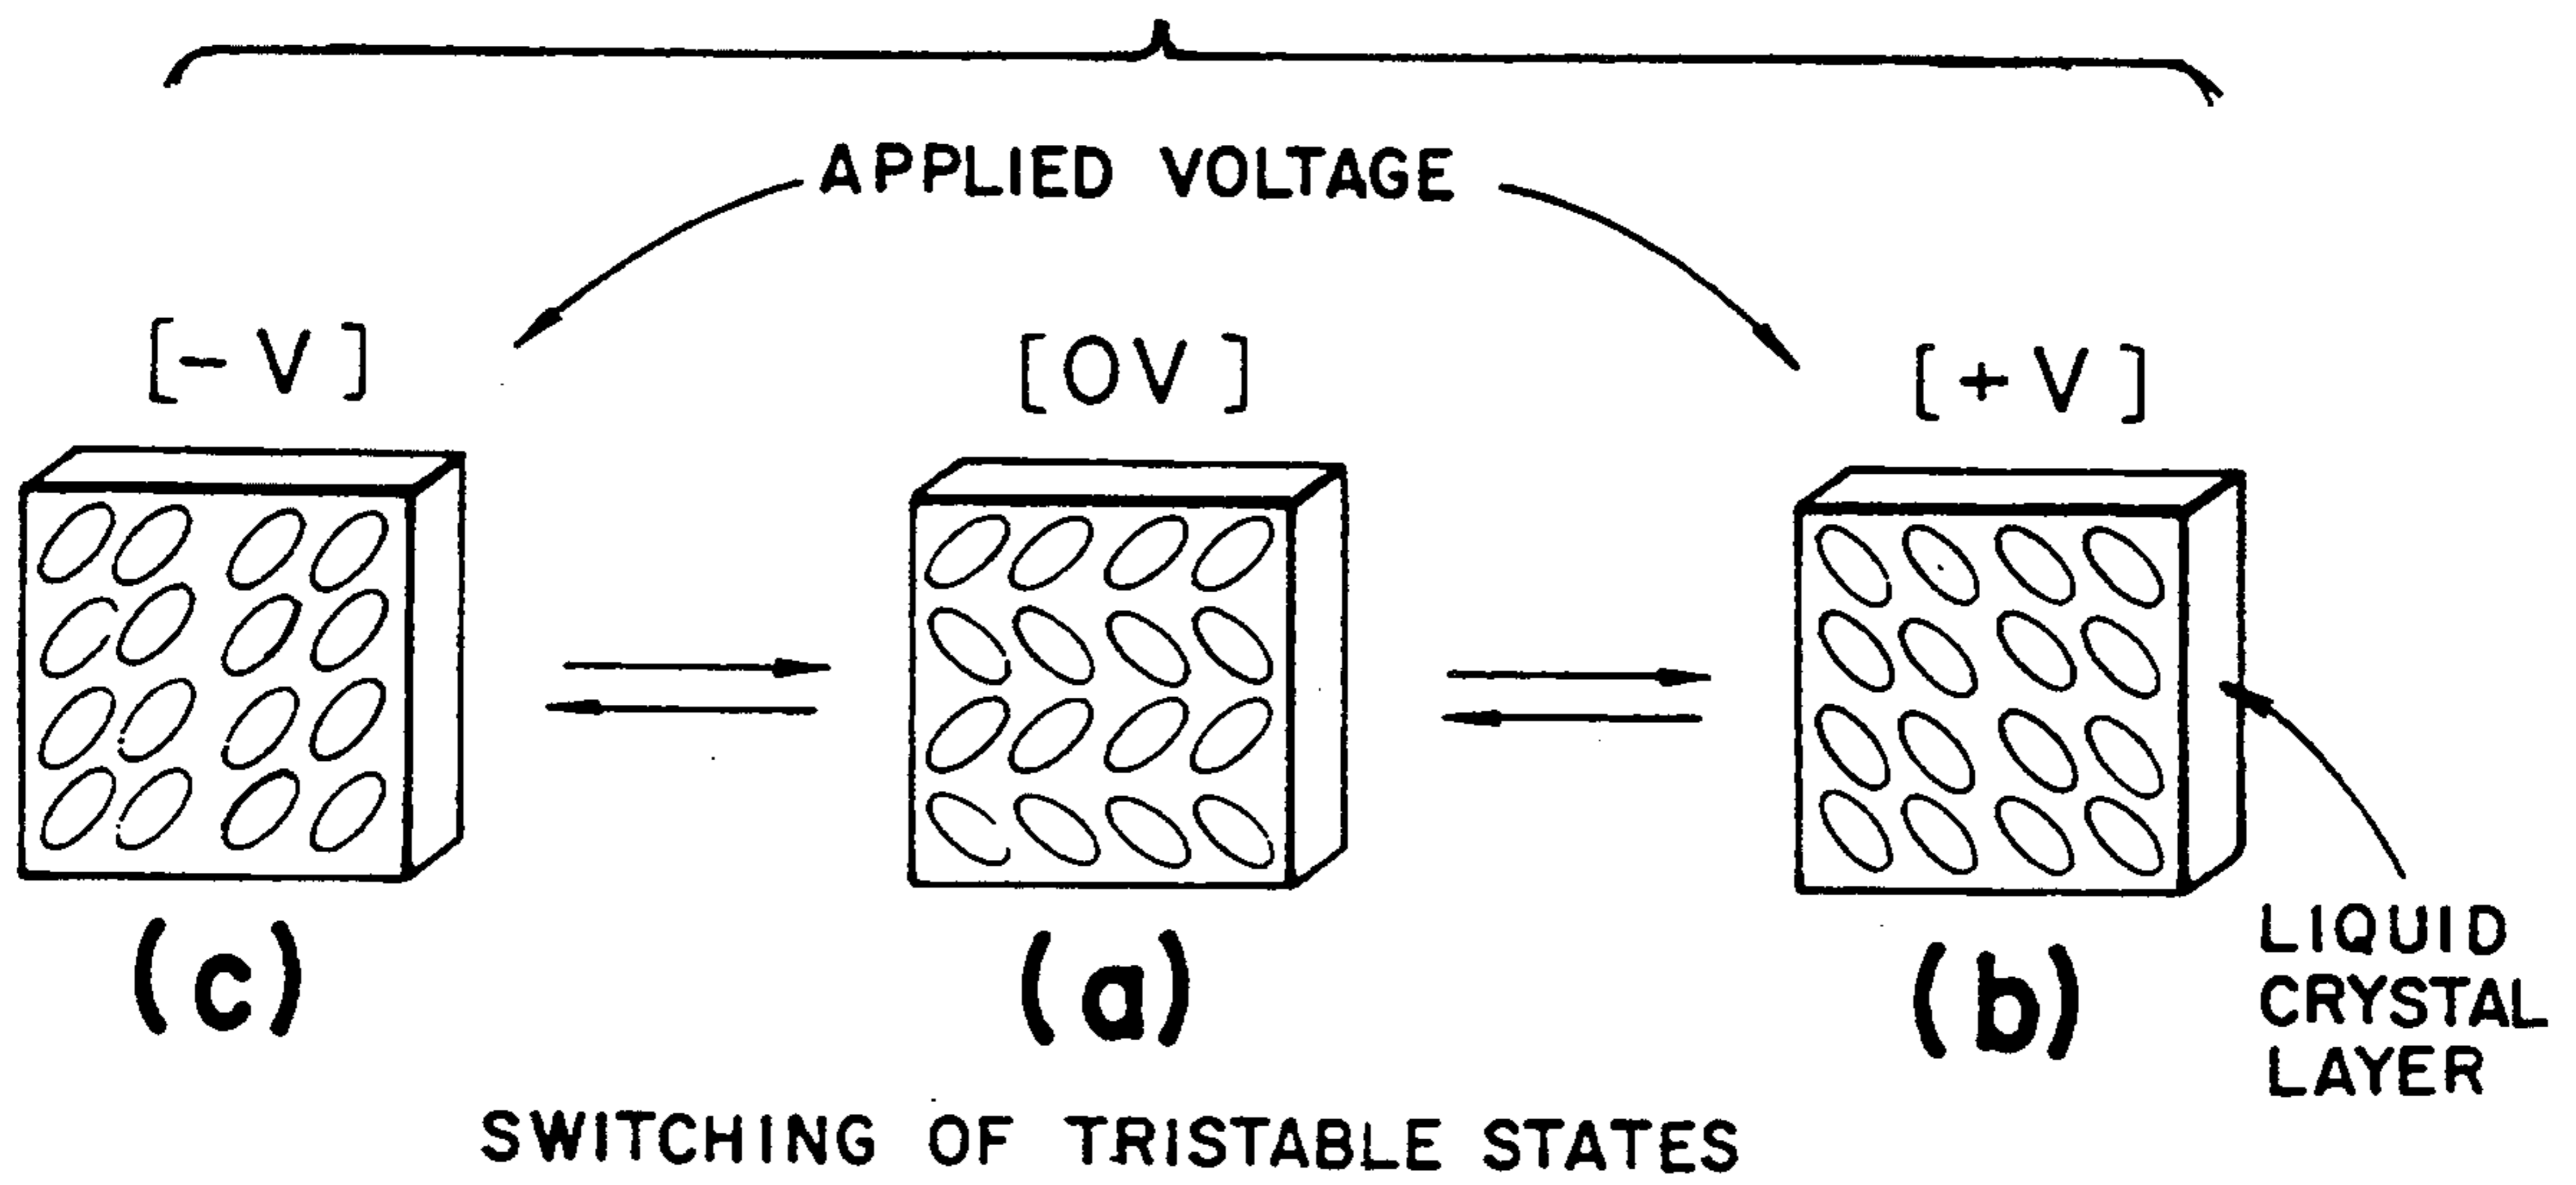 APPLIED VOLTAGE
[- V] [OV] [+ V]
(c) (a) (b)
LIQUID
CRYSTAL
LAYER
SWITCHING OF TRISTABLE STATES